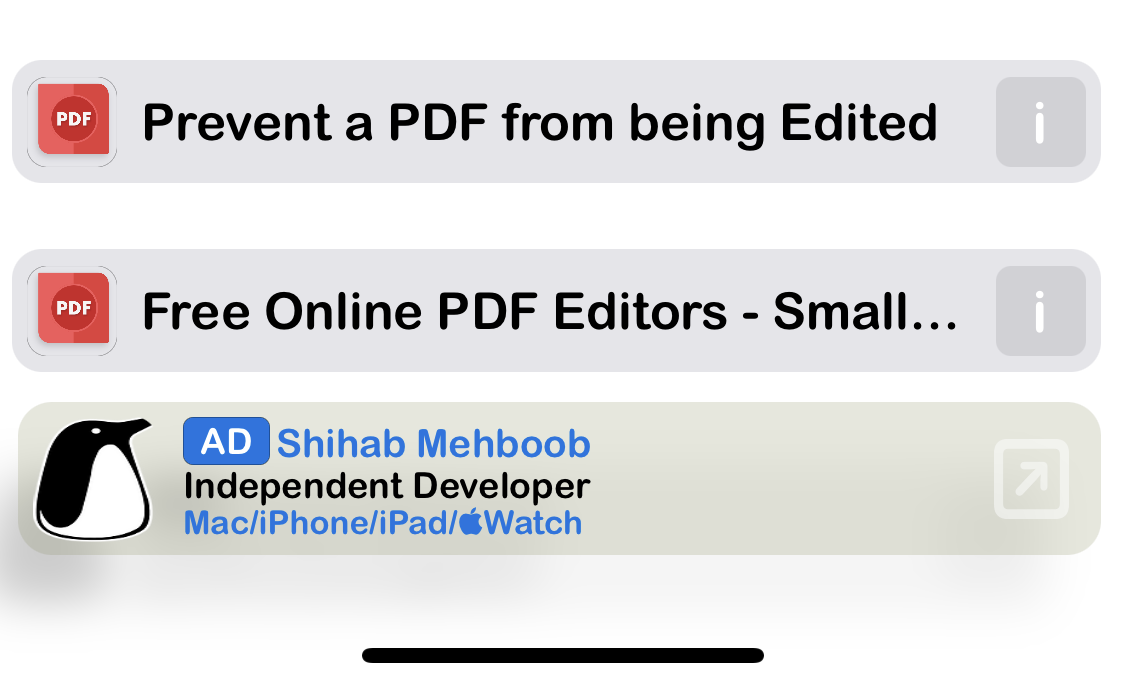 PDF Prevent a PDF from being Edited i
PDF Free Online PDF Editors - Small... i
AD Shihab Mehboob
Independent Developer
Mac/iPhone/iPad/Watch